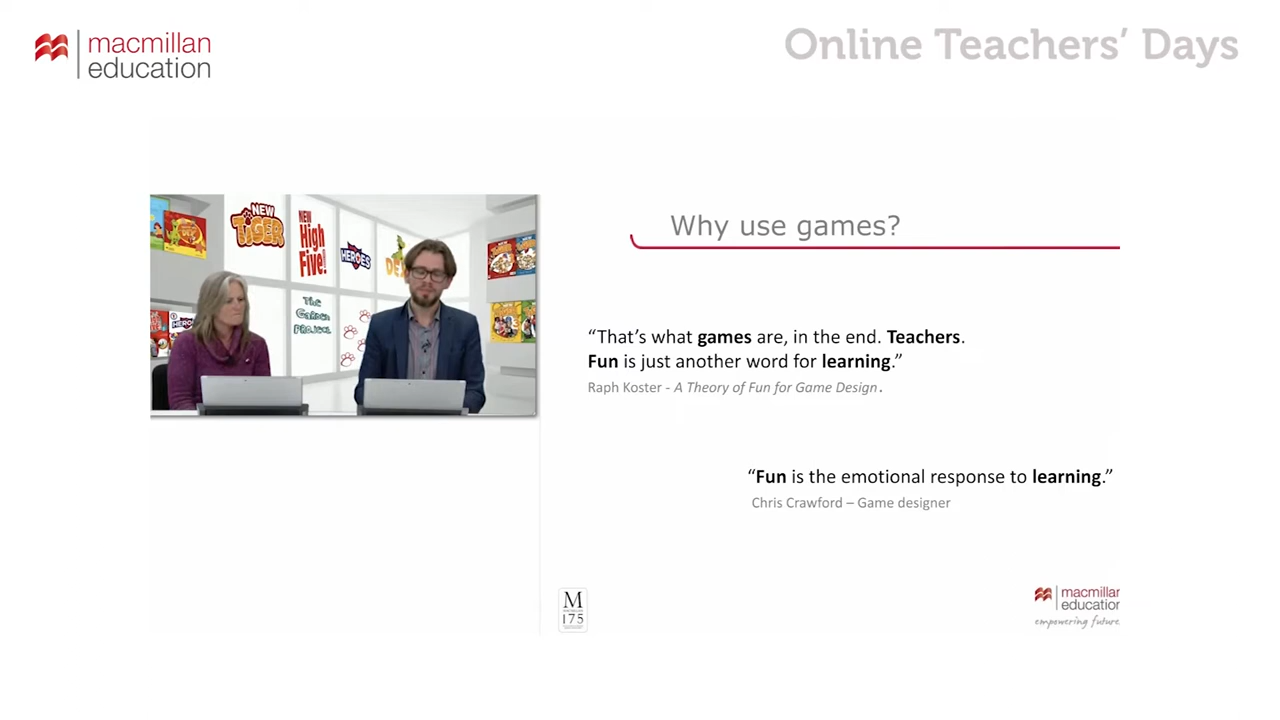 macmillan
education
Online Teachers' Days
NEW
TiGER
NEW
High
Five!
HEROES
The
GARDEN
PROJECT
Why use games?
“That's what games are, in the end. Teachers.
Fun is just another word for learning.”
Raph Koster - A Theory of Fun for Game Design.
“Fun is the emotional response to learning.”
Chris Crawford – Game designer
M
175
macmillan
education
empowering future